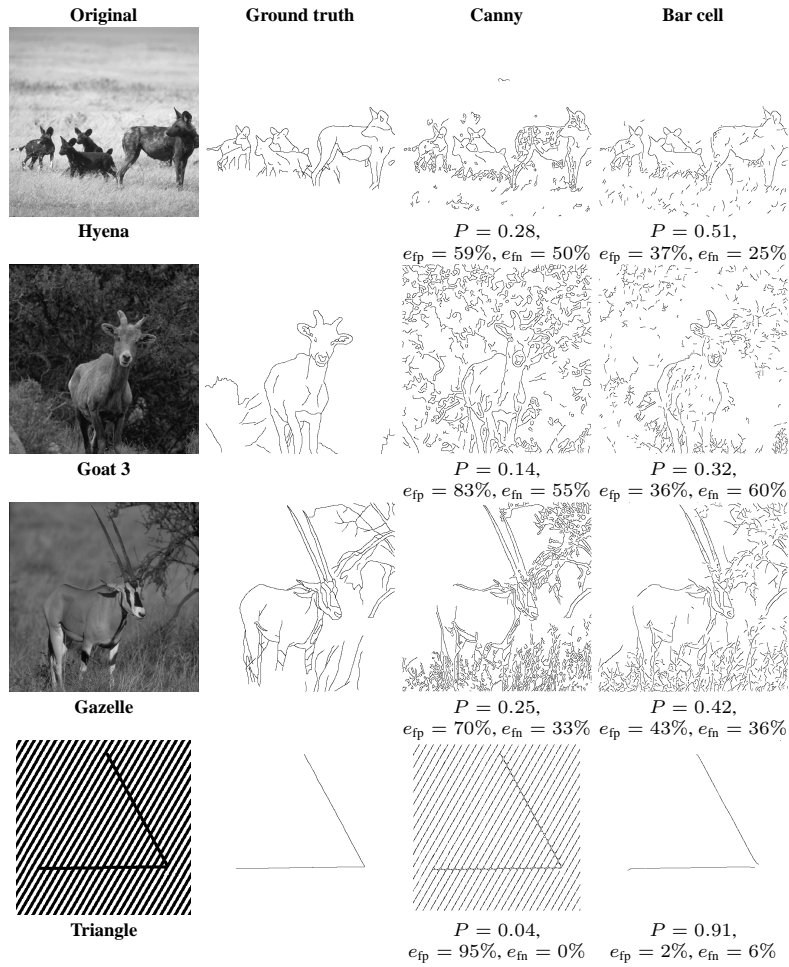 Original Ground truth Canny Bar cell
Hyena P = 0.28, P = 0.51,
e_fp = 59%, e_fn = 50% e_fp = 37%, e_fn = 25%
Goat 3 P = 0.14, P = 0.32,
e_fp = 83%, e_fn = 55% e_fp = 36%, e_fn = 60%
Gazelle P = 0.25, P = 0.42,
e_fp = 70%, e_fn = 33% e_fp = 43%, e_fn = 36%
Triangle P = 0.04, P = 0.91,
e_fp = 95%, e_fn = 0% e_fp = 2%, e_fn = 6%